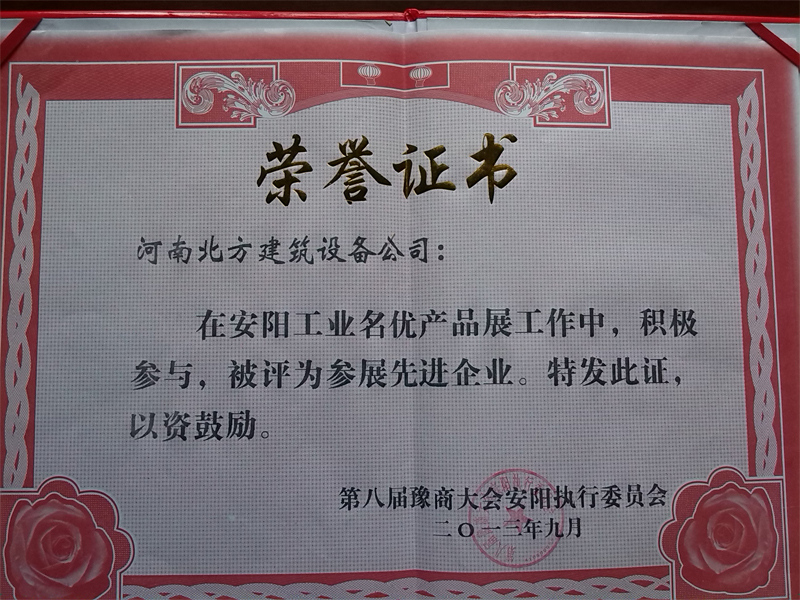 荣誉证书
河南北方建筑设备公司：
在安阳工业名优产品展工作中，积极
参与，被评为参展先进企业。特发此证，
以资鼓励。
第八届豫商大会安阳执行委员会
二〇一三年九月